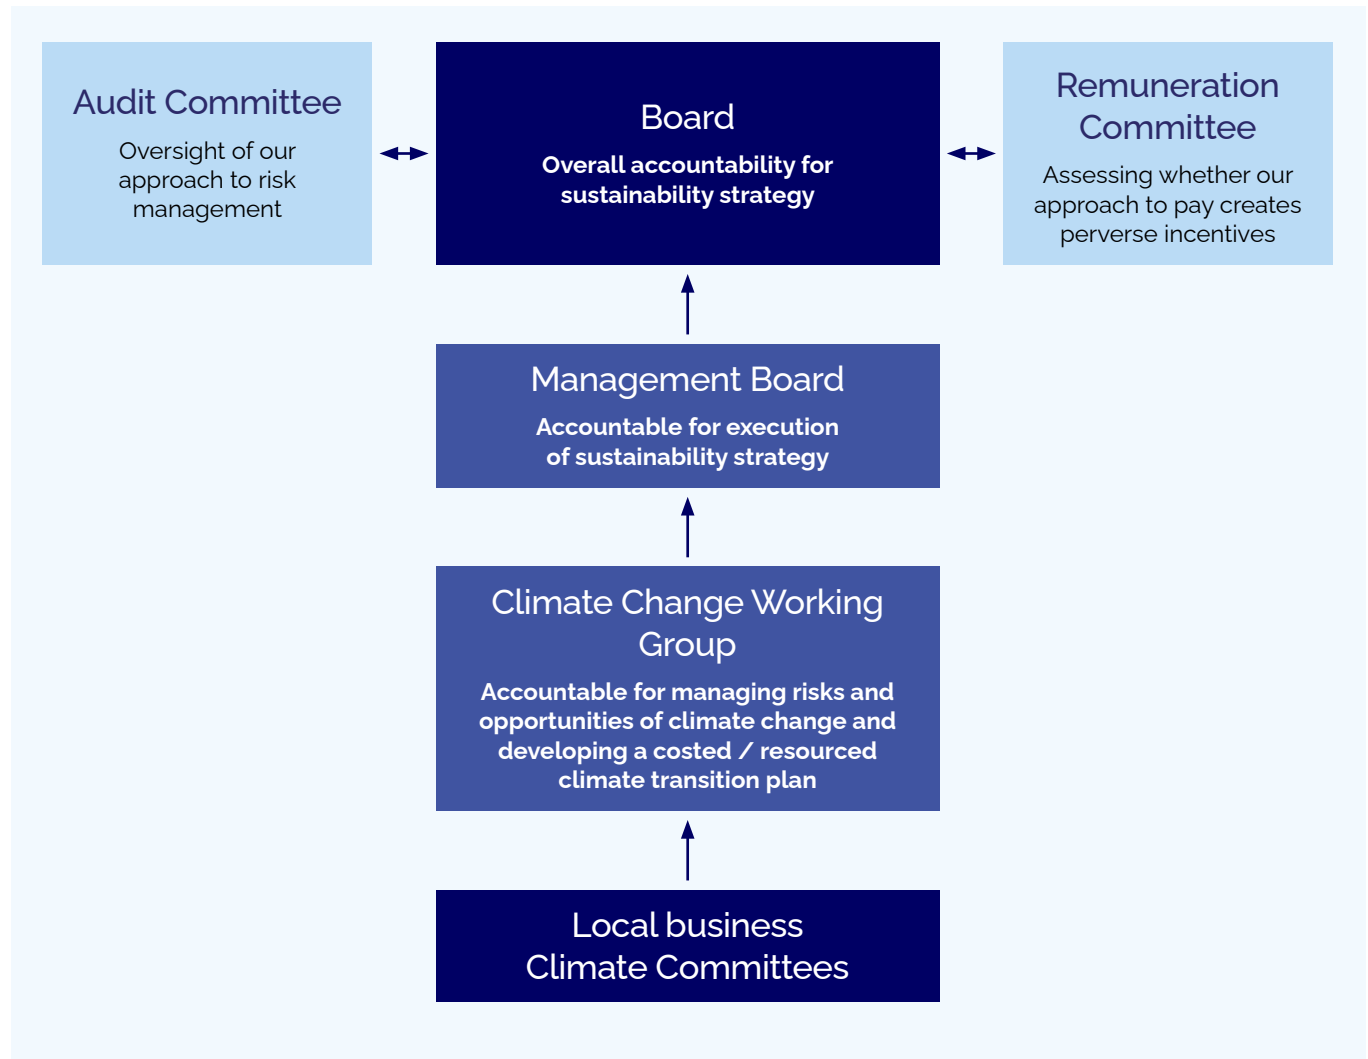 Audit Committee
Oversight of our
approach to risk
management
Board
Overall accountability for
sustainability strategy
Remuneration
Committee
Assessing whether our
approach to pay creates
perverse incentives
Management Board
Accountable for execution
of sustainability strategy
Climate Change Working
Group
Accountable for managing risks and
opportunities of climate change and
developing a costed / resourced
climate transition plan
Local business
Climate Committees